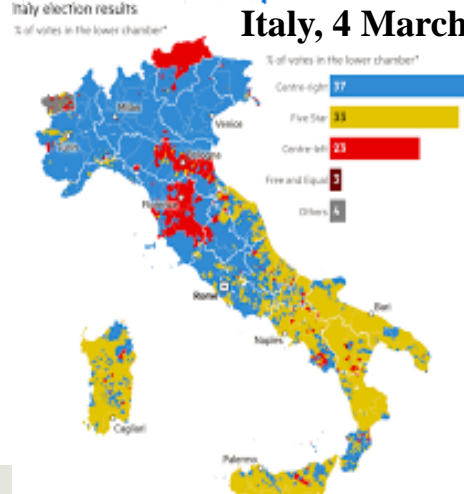 Italy election results
Italy, 4 March
% of votes in the lower chamber*
% of votes in the lower chamber*
Centre-right 37
Five Star 33
Centre-left 23
Free and Equal 3
Others 4
Milan
Venice
Turin
Bologna
Florence
Rome
Bari
Naples
Cagliari
Palermo